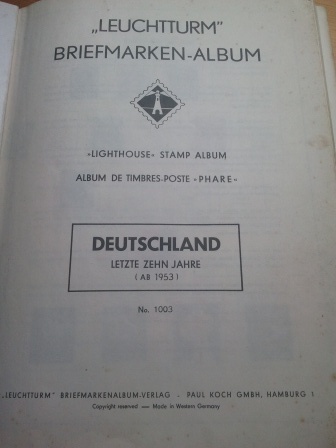 „LEUCHTTURM”
BRIEFMARKEN-ALBUM
»LIGHTHOUSE« STAMP ALBUM
ALBUM DE TIMBRES-POSTE »PHARE«
DEUTSCHLAND
LETZTE ZEHN JAHRE
( AB 1953 )
No. 1003
„LEUCHTTURM” BRIEFMARKENALBUM-VERLAG - PAUL KOCH GMBH, HAMBURG 1
Copyright reserved — Made in Western Germany